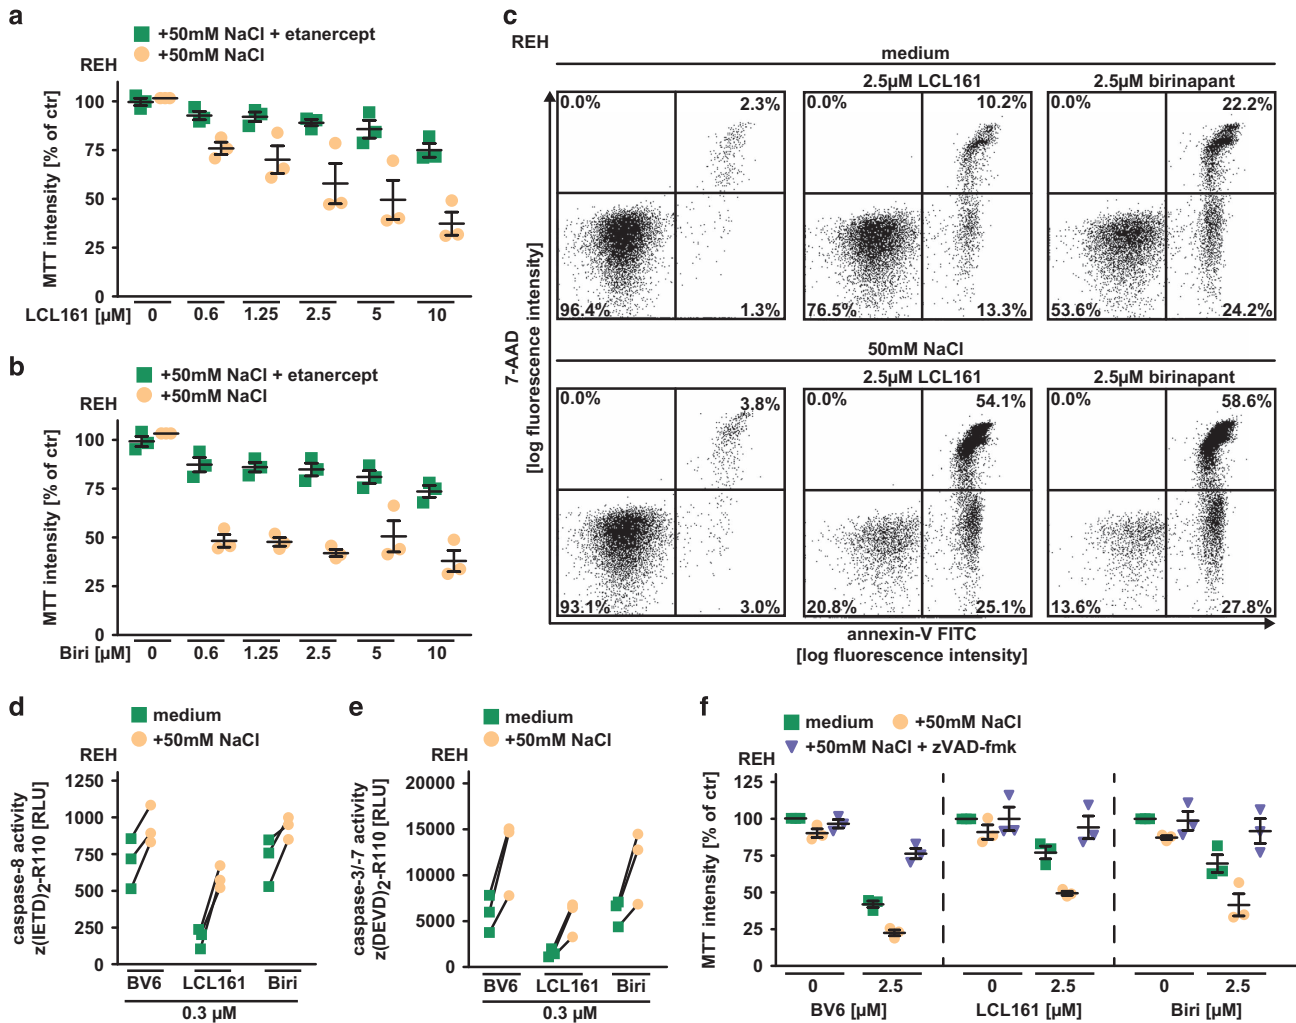 a
+50mM NaCl + etanercept
+50mM NaCl
REH
MTT intensity [% of ctr]
100
75
50
25
0
LCL161 [µM]
0 0.6 1.25 2.5 5 10
b
+50mM NaCl + etanercept
+50mM NaCl
REH
MTT intensity [% of ctr]
100
75
50
25
0
Biri [µM]
0 0.6 1.25 2.5 5 10
c
REH
medium
2.5µM LCL161 2.5µM birinapant
0.0% 2.3% 0.0% 10.2% 0.0% 22.2%
96.4% 1.3% 76.5% 13.3% 53.6% 24.2%
50mM NaCl
2.5µM LCL161 2.5µM birinapant
0.0% 3.8% 0.0% 54.1% 0.0% 58.6%
93.1% 3.0% 20.8% 25.1% 13.6% 27.8%
7-AAD
[log fluorescence intensity]
annexin-V FITC
[log fluorescence intensity]
d
medium
+50mM NaCl
REH
caspase-8 activity
z(IETD)2-R110 [RLU]
1250
1000
750
500
250
0
BV6 LCL161 Biri
0.3 µM
e
medium
+50mM NaCl
REH
caspase-3/-7 activity
z(DEVD)2-R110 [RLU]
20000
15000
10000
5000
0
BV6 LCL161 Biri
0.3 µM
f
medium +50mM NaCl
+50mM NaCl + zVAD-fmk
REH
MTT intensity [% of ctr]
125
100
75
50
25
0
0 2.5 0 2.5 0 2.5
BV6 [µM] LCL161 [µM] Biri [µM]